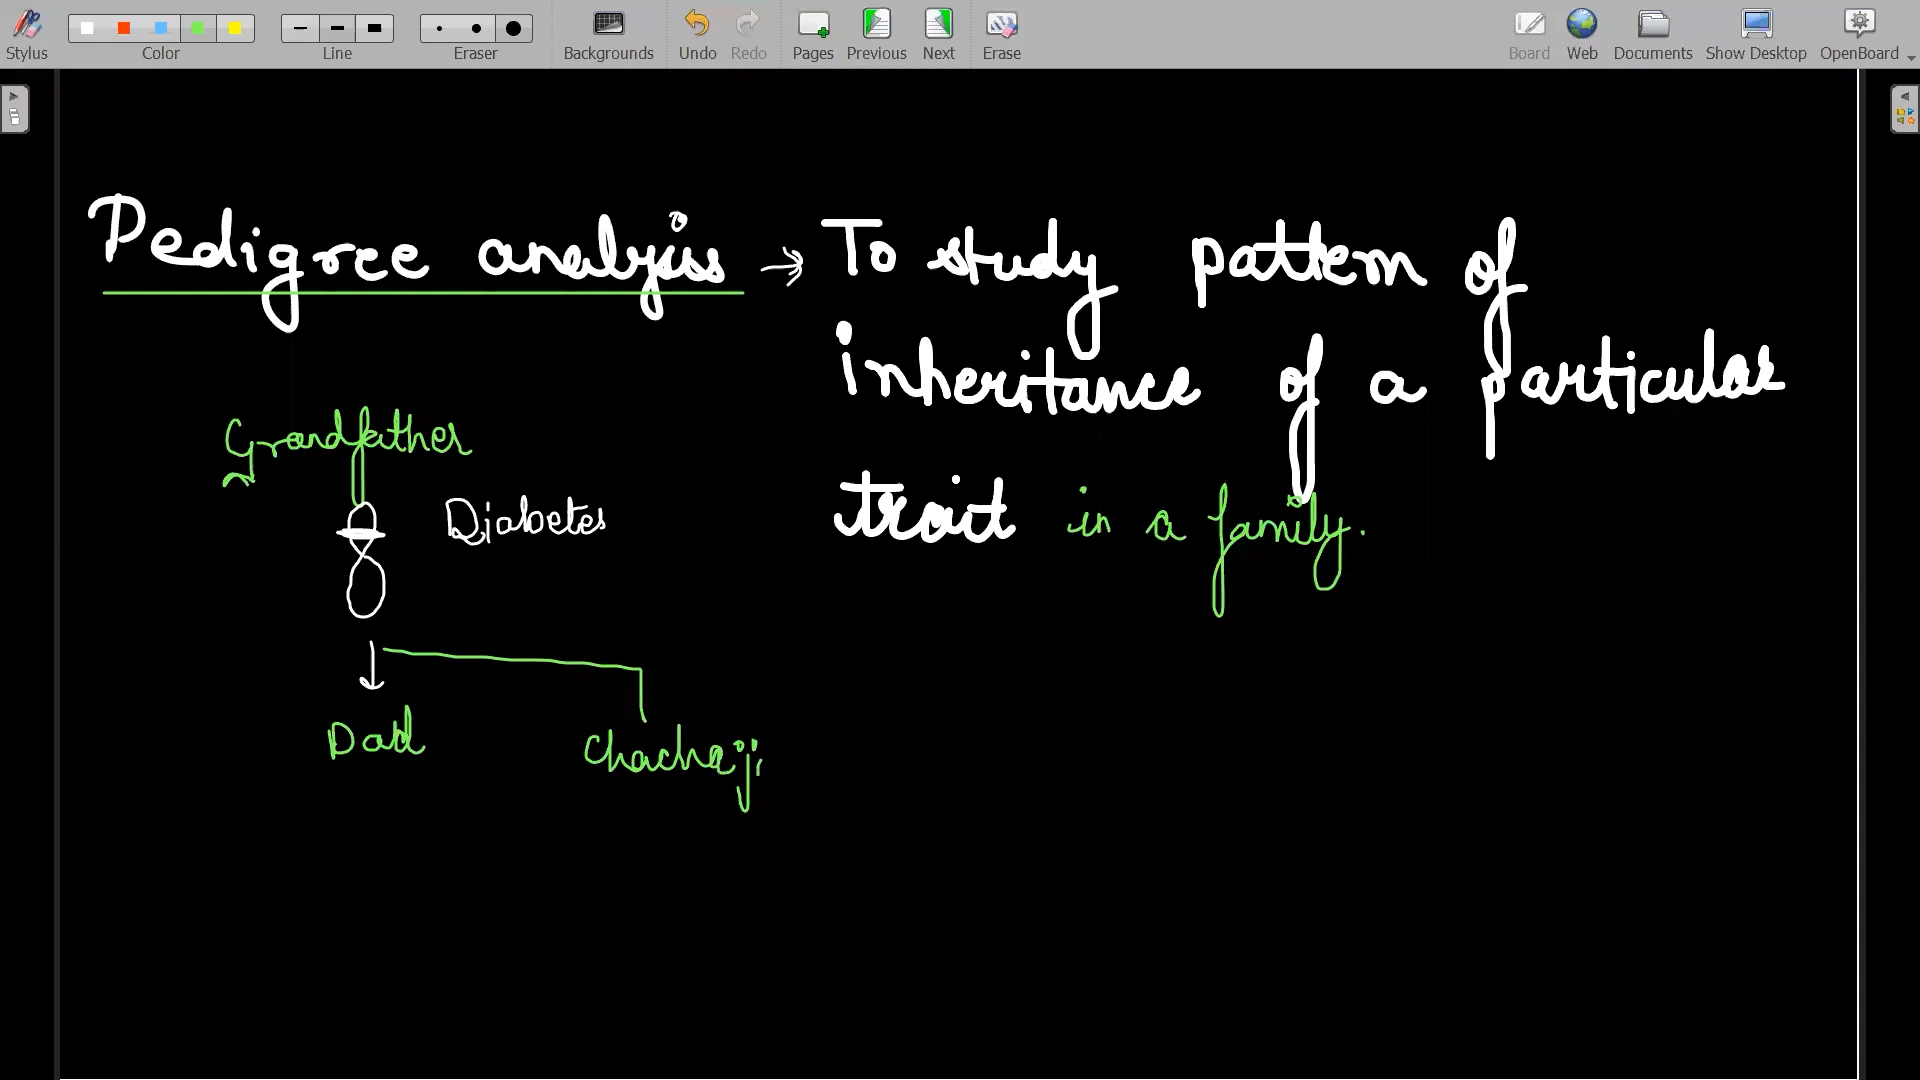 Stylus
Color
Line
Eraser
Backgrounds
Undo
Redo
Pages
Previous
Next
Erase
Board
Web
Documents
Show Desktop
OpenBoard
Pedigree analysis → To study pattern of
inheritance of a particular
trait in a family.
Grandfather
Diabetes
Dad
Chachaji